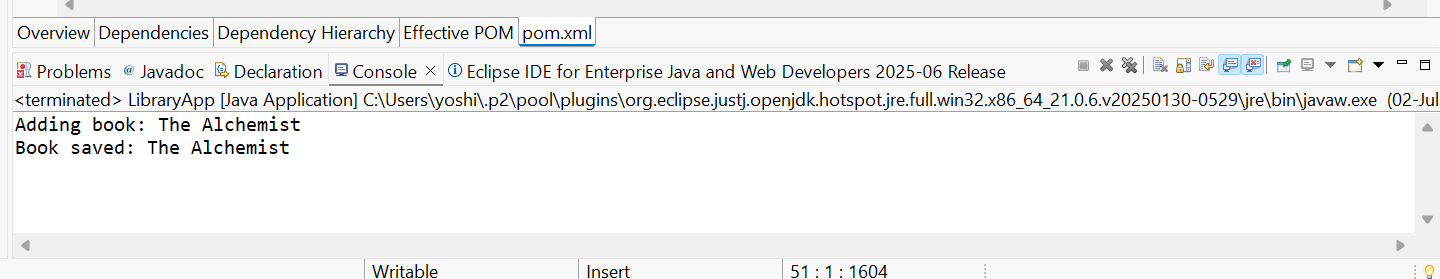 Overview Dependencies Dependency Hierarchy Effective POM pom.xml
Problems @ Javadoc Declaration Console Eclipse IDE for Enterprise Java and Web Developers 2025-06 Release
<terminated> LibraryApp [Java Application] C:\Users\yoshi\.p2\pool\plugins\org.eclipse.justj.openjdk.hotspot.jre.full.win32.x86_64_21.0.6.v20250130-0529\jre\bin\javaw.exe (02-Jul
Adding book: The Alchemist
Book saved: The Alchemist
Writable Insert 51 : 1 : 1604